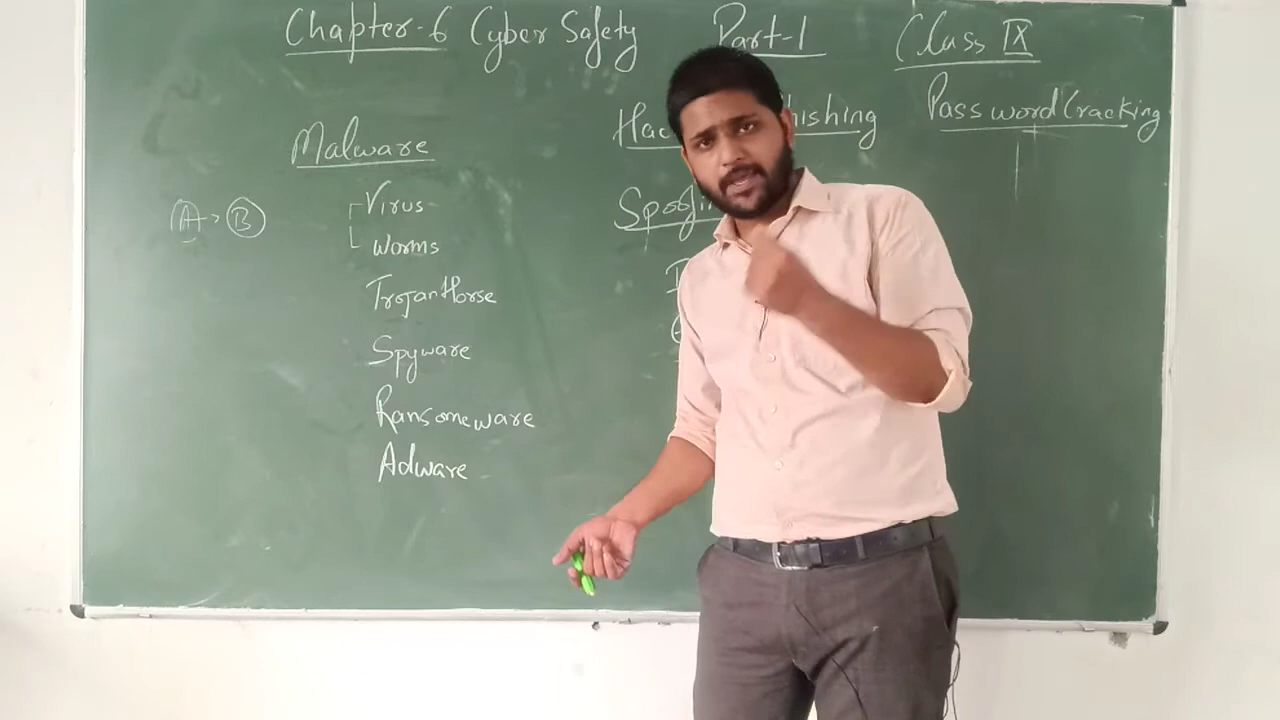 Chapter-6 Cyber Safety Part-1 Class IX
Malware
Password Cracking
A > B
Virus
Worms
Trojan Horse
Spyware
Ransomeware
Adware